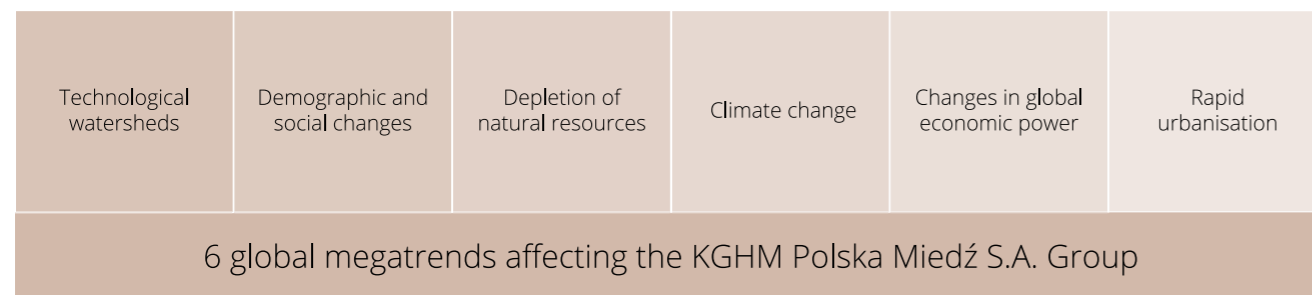 Technological
watersheds
Demographic and
social changes
Depletion of
natural resources
Climate change
Changes in global
economic power
Rapid
urbanisation
6 global megatrends affecting the KGHM Polska Miedź S.A. Group